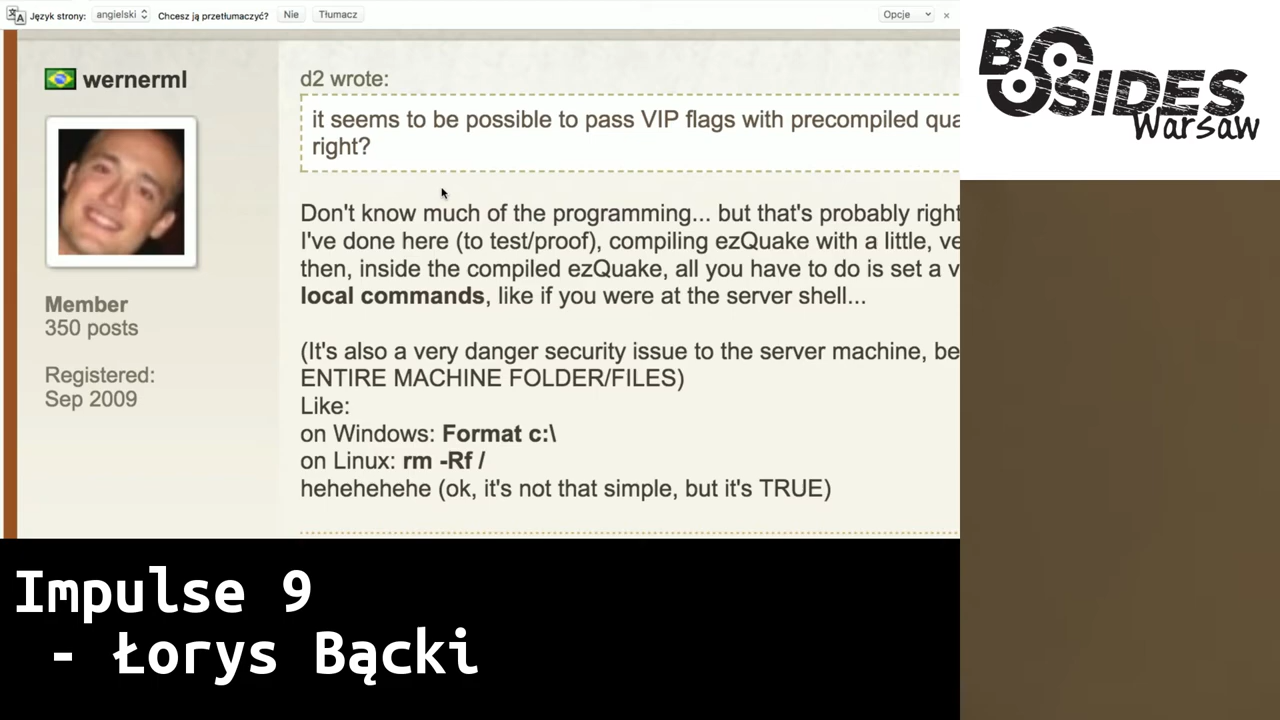 Język strony:
angielski
Chcesz ją przetłumaczyć?
Nie
Tłumacz
Opcje
wernerml
Member
350 posts
Registered:
Sep 2009
d2 wrote:
it seems to be possible to pass VIP flags with precompiled qua
right?
Don't know much of the programming... but that's probably right
I've done here (to test/proof), compiling ezQuake with a little, ve
then, inside the compiled ezQuake, all you have to do is set a v
local commands, like if you were at the server shell...
(It's also a very danger security issue to the server machine, be
ENTIRE MACHINE FOLDER/FILES)
Like:
on Windows: Format c:\
on Linux: rm -Rf /
hehehehehe (ok, it's not that simple, but it's TRUE)
BSIDES
Warsaw
Impulse 9
- Łorys Bącki